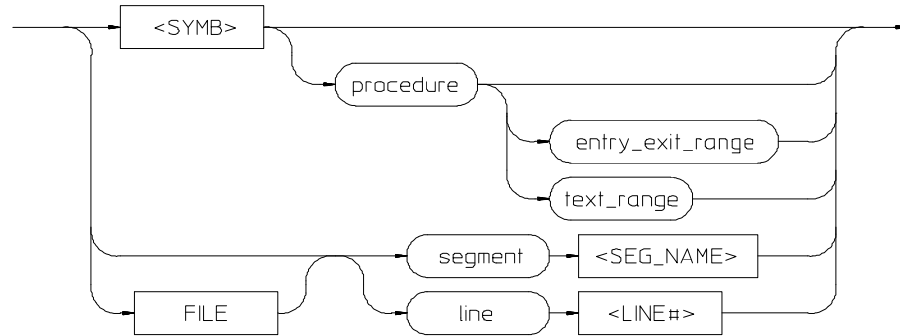 <SYMB>
procedure
entry_exit_range
text_range
segment <SEG_NAME>
FILE line <LINE#>